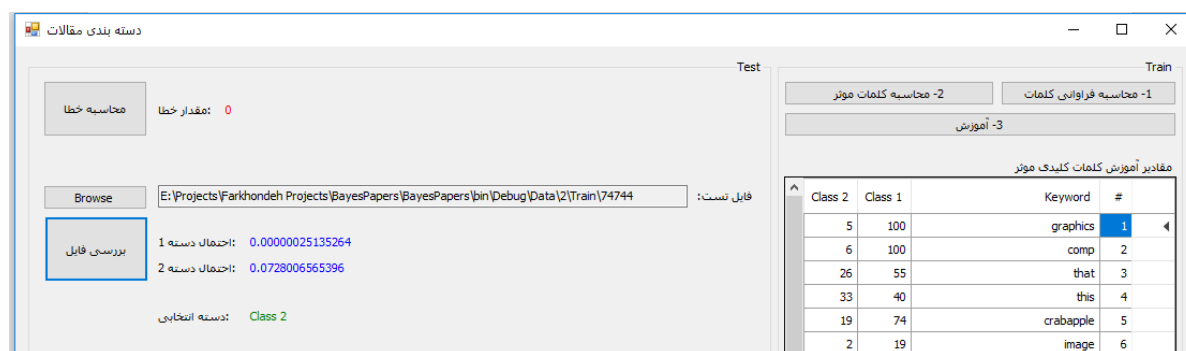 دسته بندی مقالات
Train
1- محاسبه فراوانی کلمات
2- محاسبه کلمات موثر
3- آموزش
مقادیر آموزش کلمات کلیدی موثر
# Keyword Class 1 Class 2
1 graphics 100 5
2 comp 100 6
3 that 55 26
4 this 40 33
5 crabapple 74 19
6 image 19 2
Test
محاسبه خطا
مقدار خطا: 0
فایل تست:
E:\Projects\Farkhondeh Projects\BayesPapers\BayesPapers\bin\Debug\Data\2\Train\74744
Browse
بررسی فایل
احتمال دسته 1: 0.00000025135264
احتمال دسته 2: 0.0728006565396
دسته انتخابی: Class 2